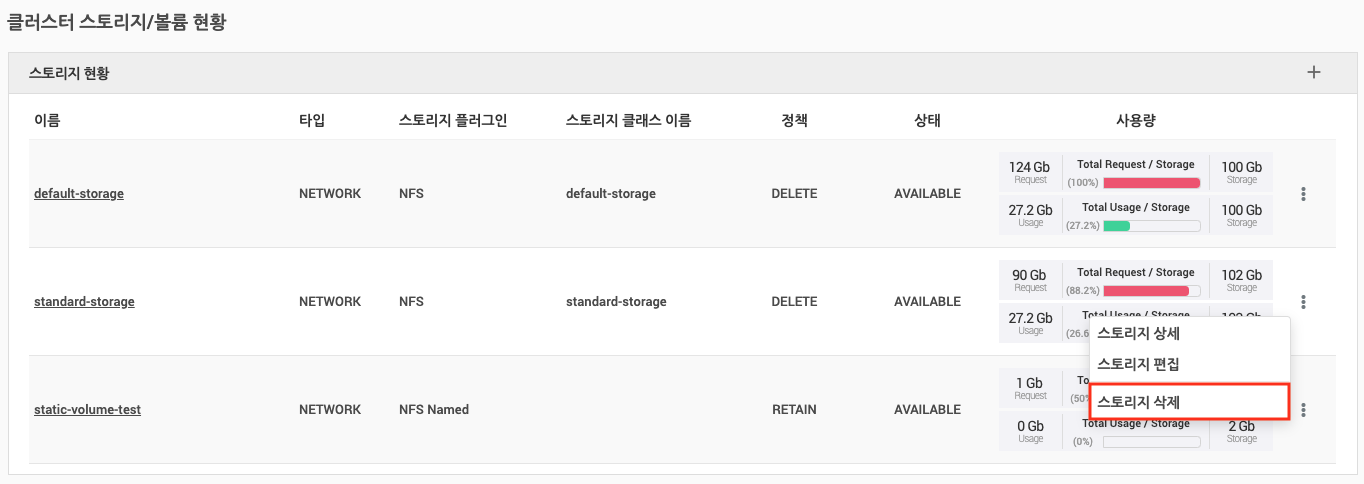 클러스터 스토리지/볼륨 현황
스토리지 현황
이름 타입 스토리지 플러그인 스토리지 클래스 이름 정책 상태 사용량
default-storage NETWORK NFS default-storage DELETE AVAILABLE
124 Gb Request Total Request / Storage (100%) 100 Gb Storage
27.2 Gb Usage Total Usage / Storage (27.2%) 100 Gb Storage
standard-storage NETWORK NFS standard-storage DELETE AVAILABLE
90 Gb Request Total Request / Storage (88.2%) 102 Gb Storage
27.2 Gb Usage Total Usage / Storage (26.6 102 Gb
스토리지 상세
스토리지 편집
스토리지 삭제
static-volume-test NETWORK NFS Named RETAIN AVAILABLE
1 Gb Request To (50%
0 Gb Usage Total Usage / Storage (0%) 2 Gb Storage